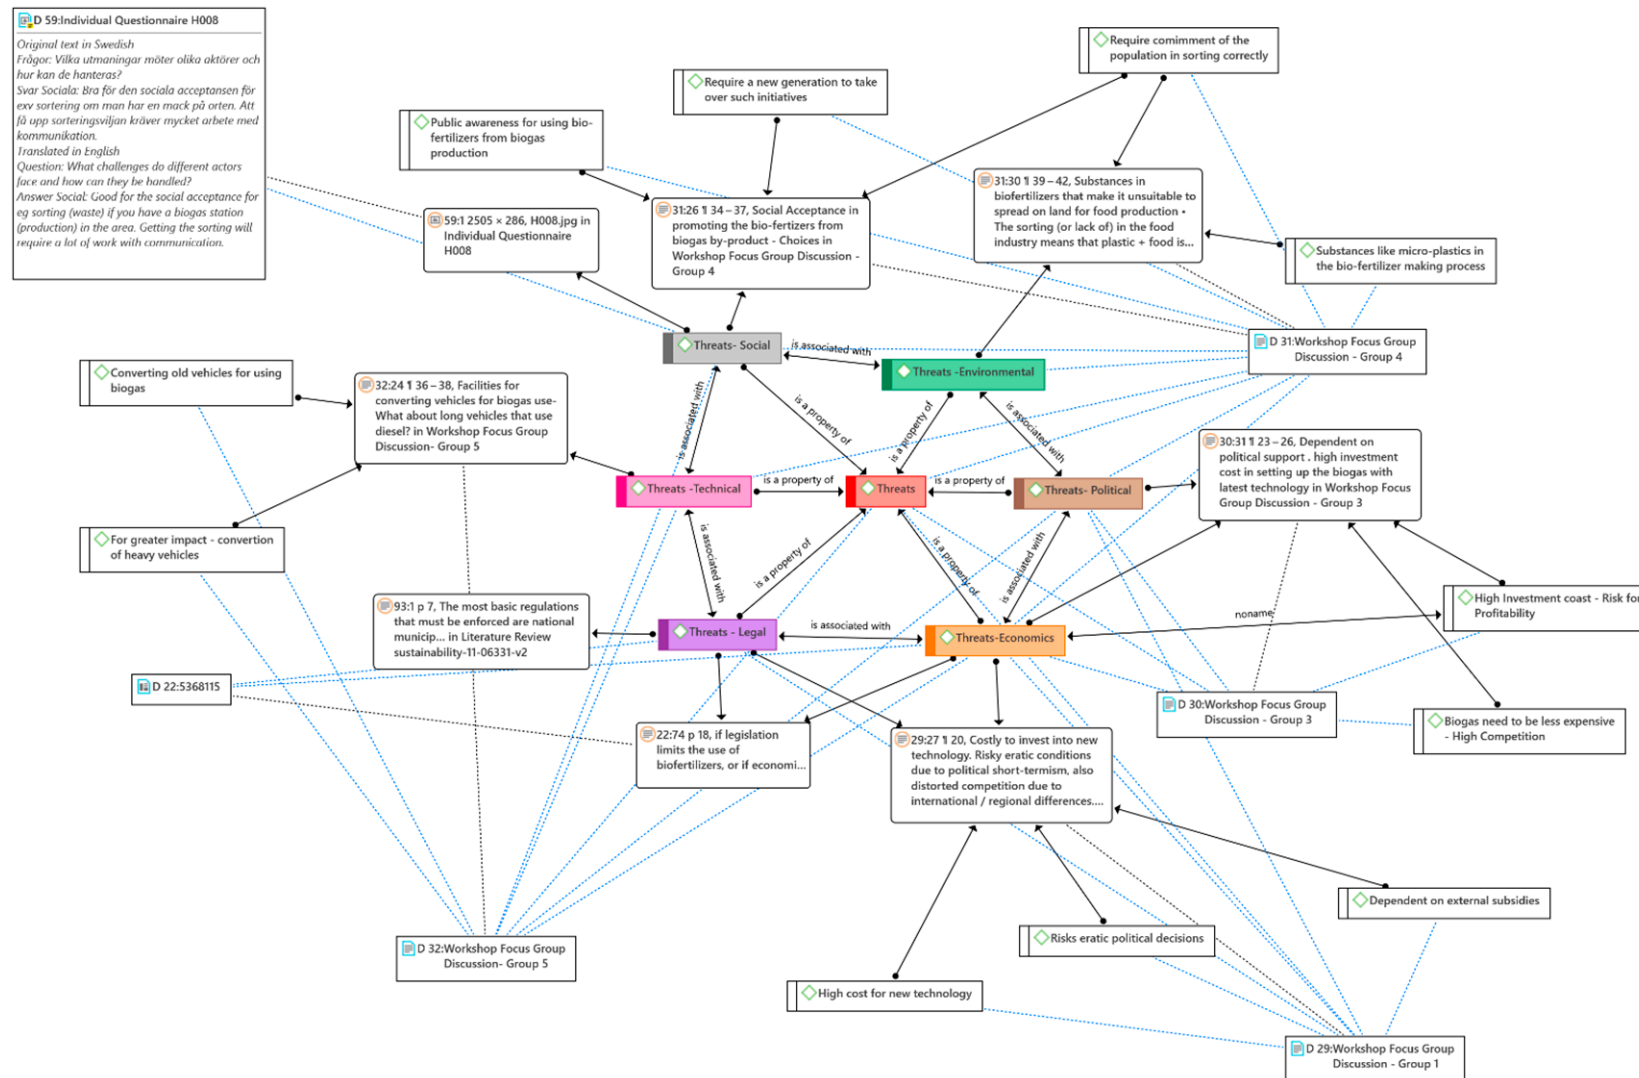 D 59:Individual Questionnaire H008
Original text in Swedish
Frågor: Vilka utmaningar möter olika aktörer och
hur kan de hanteras?
Svar Sociala: Bra för den sociala acceptansen för
exv sortering om man har en mack på orten. Att
få upp sorteringsviljan kräver mycket arbete med
kommunikation.
Translated in English
Question: What challenges do different actors
face and how can they be handled?
Answer Social: Good for the social acceptance for
eg sorting (waste) if you have a biogas station
(production) in the area. Getting the sorting will
require a lot of work with communication.
Require comimment of the
population in sorting correctly
Require a new generation to take
over such initiatives
Public awareness for using bio-
fertilizers from biogas
production
59:1 2505 × 286, H008.jpg in
Individual Questionnaire
H008
31:26 ¶ 34 – 37, Social Acceptance in
promoting the bio-fertizers from
biogas by-product - Choices in
Workshop Focus Group Discussion -
Group 4
31:30 ¶ 39 – 42, Substances in
biofertilizers that make it unsuitable to
spread on land for food production •
The sorting (or lack of) in the food
industry means that plastic + food is...
Substances like micro-plastics in
the bio-fertilizer making process
D 31:Workshop Focus Group
Discussion - Group 4
Threats- Social
is associated with
Threats -Environmental
Converting old vehicles for using
biogas
32:24 ¶ 36 – 38, Facilities for
converting vehicles for biogas use-
What about long vehicles that use
diesel? in Workshop Focus Group
Discussion- Group 5
is associated with
is a property of
is a property of
is associated with
30:31 ¶ 23 – 26, Dependent on
political support . high investment
cost in setting up the biogas with
latest technology in Workshop Focus
Group Discussion - Group 3
Threats -Technical
is a property of
Threats
is a property of
Threats- Political
For greater impact - convertion
of heavy vehicles
is associated with
is a property of
is a property of
is associated with
93:1 p 7, The most basic regulations
that must be enforced are national
municip... in Literature Review
sustainability-11-06331-v2
Threats - Legal
is associated with
Threats-Economics
noname
High Investment coast - Risk for
Profitability
D 22:5368115
D 30:Workshop Focus Group
Discussion - Group 3
Biogas need to be less expensive
- High Competition
22:74 p 18, if legislation
limits the use of
biofertilizers, or if economi...
29:27 ¶ 20, Costly to invest into new
technology. Risky eratic conditions
due to political short-termism, also
distorted competition due to
international / regional differences....
Dependent on external subsidies
Risks eratic political decisions
D 32:Workshop Focus Group
Discussion- Group 5
High cost for new technology
D 29:Workshop Focus Group
Discussion - Group 1